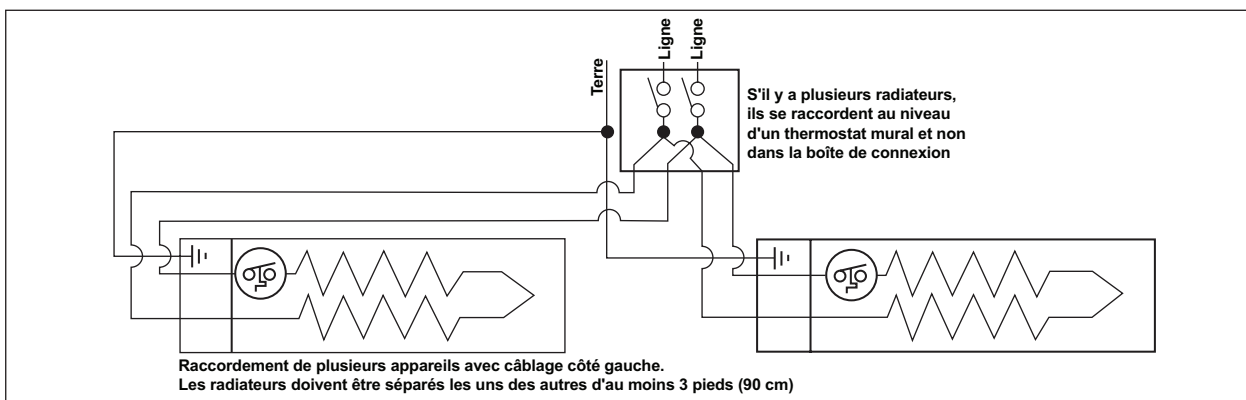 Terre
Ligne
Ligne
S'il y a plusieurs radiateurs,
ils se raccordent au niveau
d'un thermostat mural et non
dans la boîte de connexion
Raccordement de plusieurs appareils avec câblage côté gauche.
Les radiateurs doivent être séparés les uns des autres d'au moins 3 pieds (90 cm)